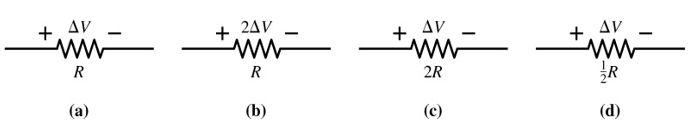 + ΔV − + 2ΔV − + ΔV − + ΔV −
R R 2R ½R
(a) (b) (c) (d)